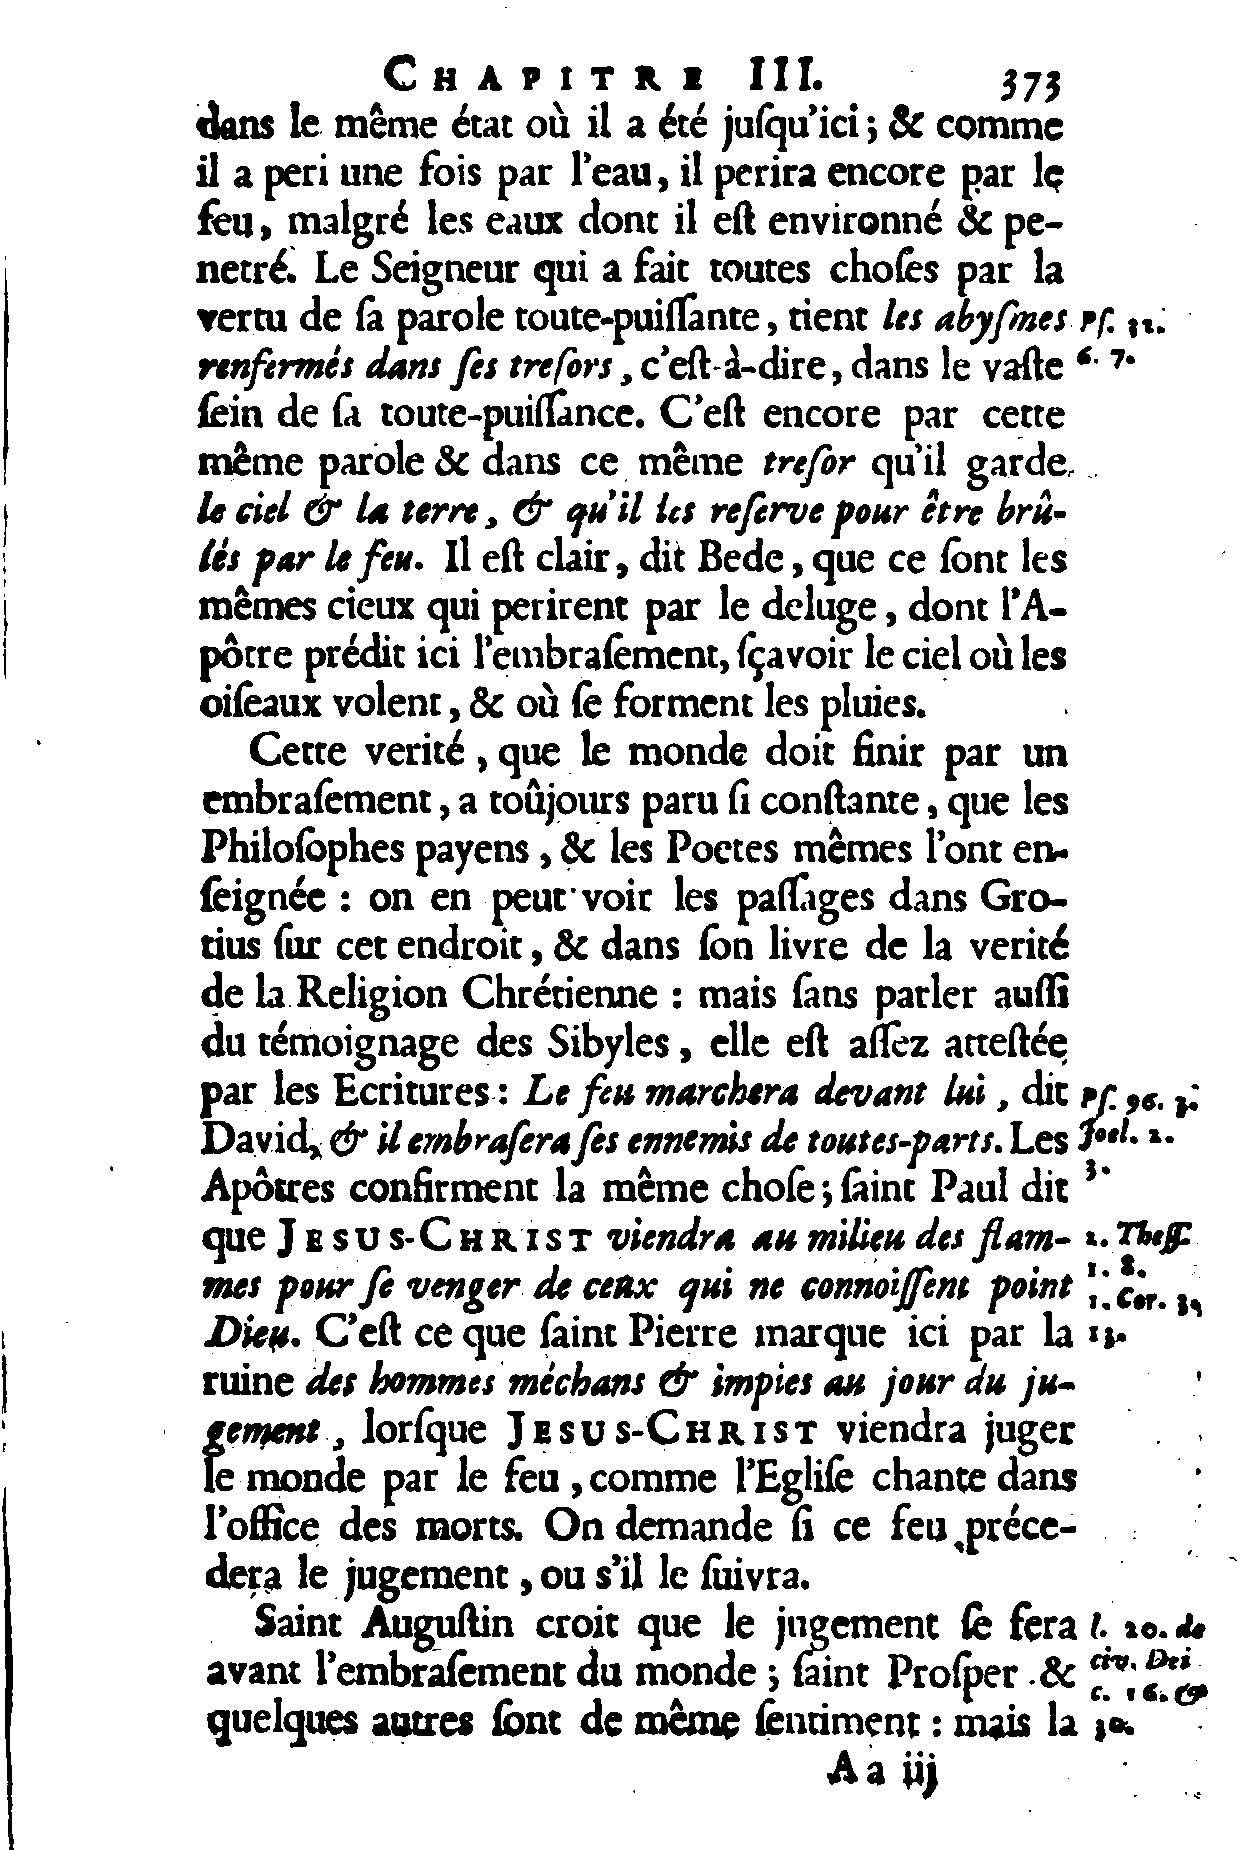 CHAPITRE III. 373
dans le même état où il a été juſqu'ici ; & comme
il a peri une fois par l'eau, il perira encore par le
feu, malgré les eaux dont il eſt environné & pe-
netré. Le Seigneur qui a fait toutes choſes par la
vertu de ſa parole toute-puiſſante, tient les abyſmes Pſ. 32.
renfermés dans ſes treſors, c'eſt-à-dire, dans le vaſte 6. 7.
ſein de ſa toute-puiſſance. C'eſt encore par cette
même parole & dans ce même treſor qu'il garde
le ciel & la terre, & qu'il les reſerve pour être brû-
lés par le feu. Il eſt clair, dit Bede, que ce ſont les
mêmes cieux qui perirent par le deluge, dont l'A-
pôtre prédit ici l'embraſement, ſçavoir le ciel où les
oiſeaux volent, & où ſe forment les pluies.
Cette verité, que le monde doit finir par un
embraſement, a toûjours paru ſi conſtante, que les
Philoſophes payens, & les Poetes mêmes l'ont en-
ſeignée : on en peut voir les paſſages dans Gro-
tius ſur cet endroit, & dans ſon livre de la verité
de la Religion Chrétienne : mais ſans parler auſſi
du témoignage des Sibyles, elle eſt aſſez atteſtée
par les Ecritures : Le feu marchera devant lui, dit Pſ. 96. 3.
David, & il embraſera ſes ennemis de toutes-parts. Les Joel. 2.
Apôtres confirment la même choſe ; ſaint Paul dit 3.
que JESUS-CHRIST viendra au milieu des flam- 2. Theſſ.
mes pour ſe venger de ceux qui ne connoiſſent point 1. 8.
1. Cor. 3.
Dieu. C'eſt ce que ſaint Pierre marque ici par la 13.
ruine des hommes méchans & impies au jour du ju-
gement, lorſque JESUS-CHRIST viendra juger
le monde par le feu, comme l'Egliſe chante dans
l'office des morts. On demande ſi ce feu préce-
dera le jugement, ou s'il le ſuivra.
Saint Auguſtin croit que le jugement ſe fera l. 20. de
avant l'embraſement du monde ; ſaint Proſper & civ. Dei
c. 16. &
quelques autres ſont de même ſentiment : mais la 30.
A a iij